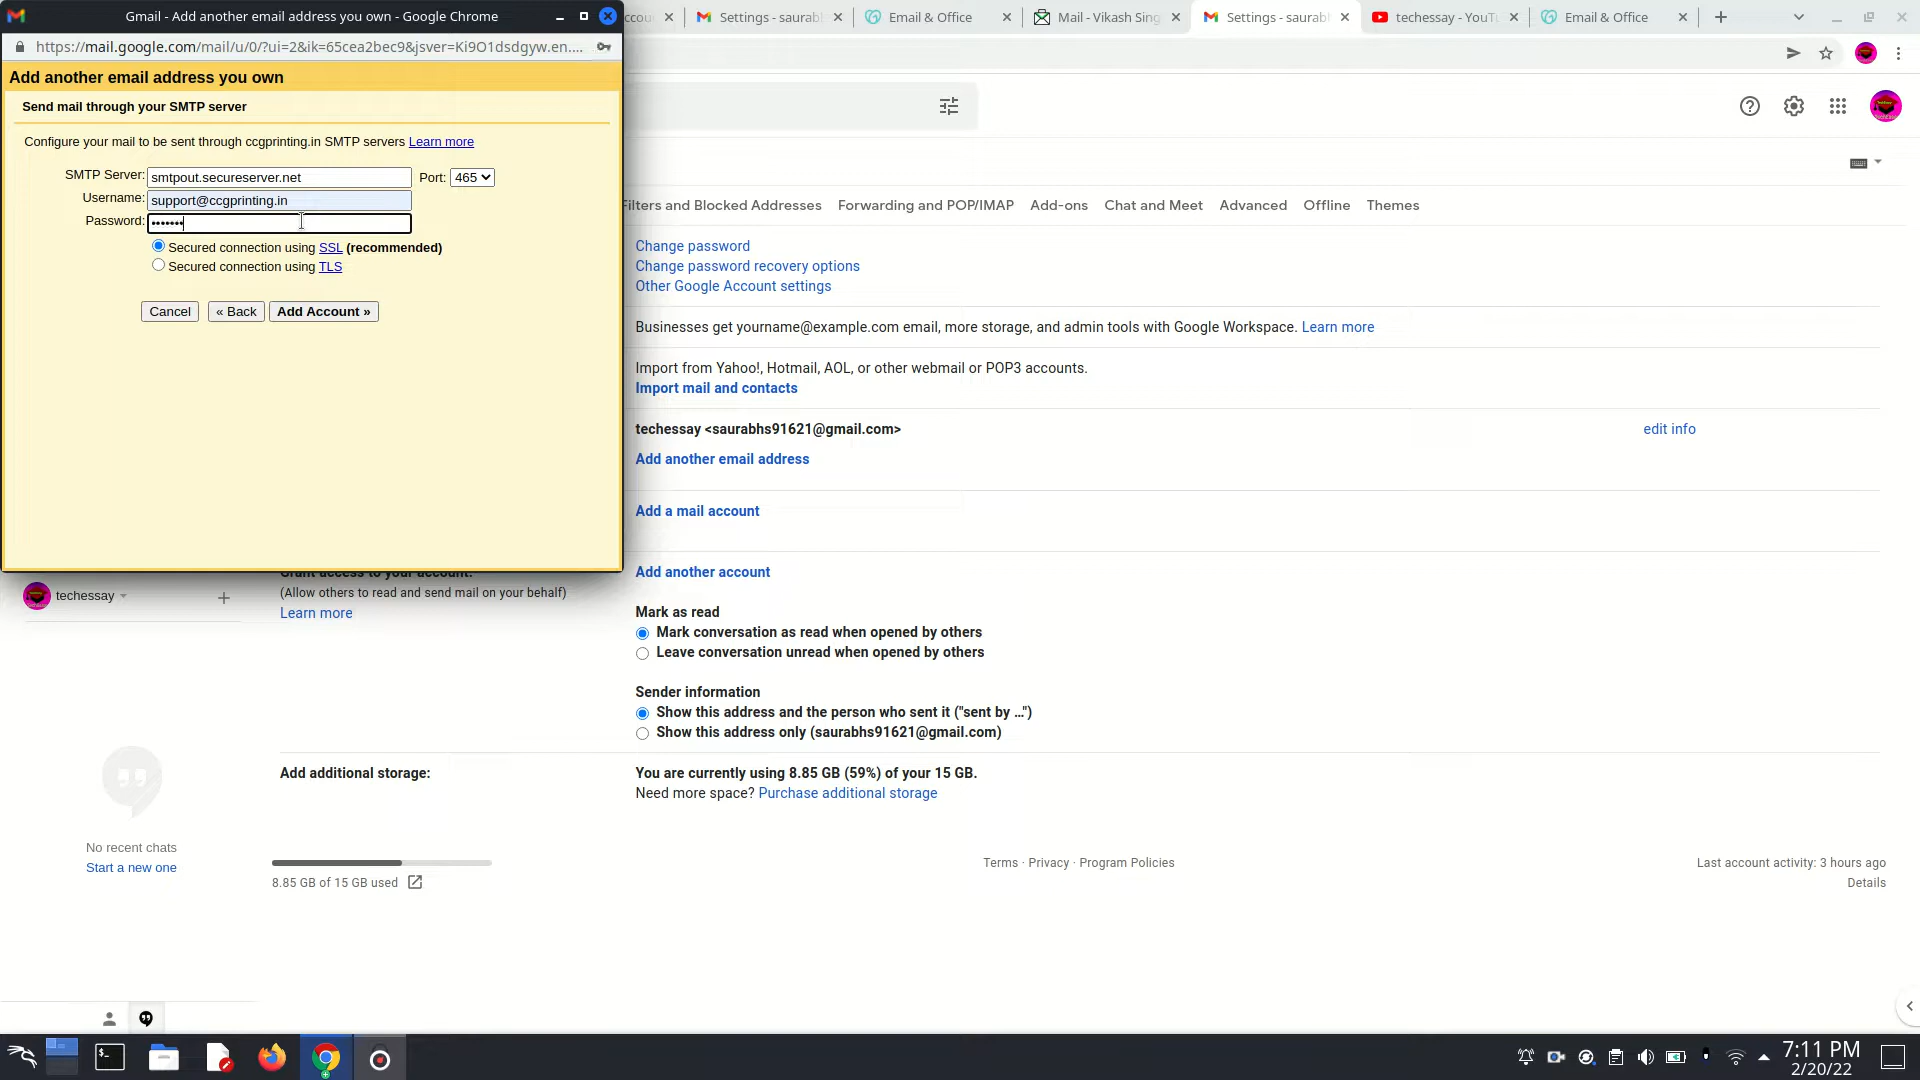 Gmail - Add another email address you own - Google Chrome
Settings - saurab
Email & Office
Mail - Vikash Sing
Settings - saurab
techessay - YouTu
Email & Office
https://mail.google.com/mail/u/0/?ui=2&ik=65cea2bec9&jsver=Ki9O1dsdgyw.en....
Add another email address you own
Send mail through your SMTP server
Configure your mail to be sent through ccgprinting.in SMTP servers Learn more
SMTP Server: smtpout.secureserver.net Port: 465
Username: support@ccgprinting.in
Password: •••••••
Secured connection using SSL (recommended)
Secured connection using TLS
Cancel « Back Add Account »
Filters and Blocked Addresses Forwarding and POP/IMAP Add-ons Chat and Meet Advanced Offline Themes
Change password
Change password recovery options
Other Google Account settings
Businesses get yourname@example.com email, more storage, and admin tools with Google Workspace. Learn more
Import from Yahoo!, Hotmail, AOL, or other webmail or POP3 accounts.
Import mail and contacts
techessay <saurabhs91621@gmail.com> edit info
Add another email address
Add a mail account
Grant access to your account:
(Allow others to read and send mail on your behalf)
Learn more
Add another account
Mark as read
Mark conversation as read when opened by others
Leave conversation unread when opened by others
Sender information
Show this address and the person who sent it ("sent by ...")
Show this address only (saurabhs91621@gmail.com)
Add additional storage:
You are currently using 8.85 GB (59%) of your 15 GB.
Need more space? Purchase additional storage
techessay
No recent chats
Start a new one
8.85 GB of 15 GB used
Terms · Privacy · Program Policies
Last account activity: 3 hours ago
Details
7:11 PM
2/20/22